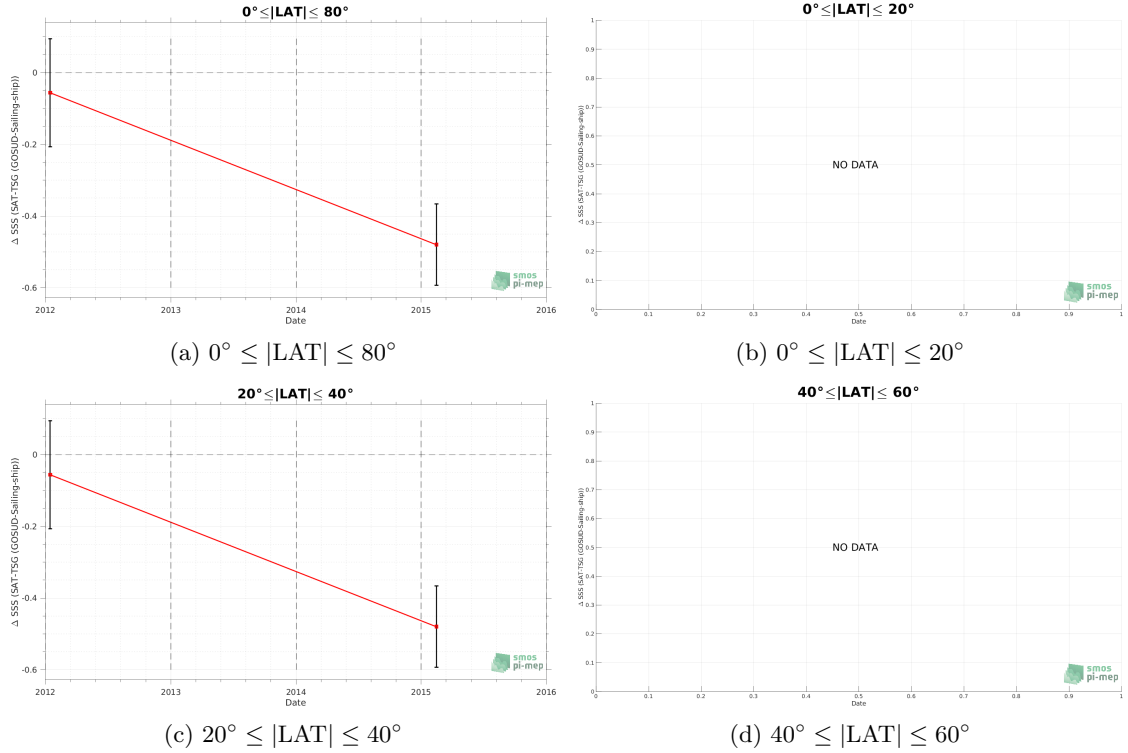 0°≤|LAT|≤ 80°
Δ SSS (SAT-TSG (GOSUD-Sailing-ship))
0
-0.2
-0.4
-0.6
2012
2013
2014
2015
2016
Date
smos
pi-mep
(a) 0° ≤ |LAT| ≤ 80°
0°≤|LAT|≤ 20°
Δ SSS (SAT-TSG (GOSUD-Sailing-ship))
1
0.9
0.8
0.7
0.6
0.5
0.4
0.3
0.2
0.1
0
NO DATA
0
0.1
0.2
0.3
0.4
0.5
0.6
0.7
0.8
0.9
1
Date
smos
pi-mep
(b) 0° ≤ |LAT| ≤ 20°
20°≤|LAT|≤ 40°
Δ SSS (SAT-TSG (GOSUD-Sailing-ship))
0
-0.2
-0.4
-0.6
2012
2013
2014
2015
2016
Date
smos
pi-mep
(c) 20° ≤ |LAT| ≤ 40°
40°≤|LAT|≤ 60°
Δ SSS (SAT-TSG (GOSUD-Sailing-ship))
1
0.9
0.8
0.7
0.6
0.5
0.4
0.3
0.2
0.1
0
NO DATA
0
0.1
0.2
0.3
0.4
0.5
0.6
0.7
0.8
0.9
1
Date
smos
pi-mep
(d) 40° ≤ |LAT| ≤ 60°